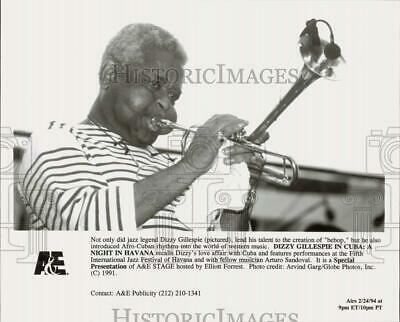 HISTORIC IMAGES
Not only did jazz legend Dizzy Gillespie (pictured), lend his talent to the creation of "bebop," but he also
introduced Afro-Cuban rhythms into the world of western music. DIZZY GILLESPIE IN CUBA: A
NIGHT IN HAVANA recalls Dizzy's love affair with Cuba and features performances at the Fifth
International Jazz Festival of Havana and with fellow musician Arturo Sandoval. It is a Special
Presentation of A&E STAGE hosted by Elliott Forrest. Photo credit: Arvind Garg/Globe Photos, Inc.
(C) 1991.
A&E
Contact: A&E Publicity (212) 210-1341
Airs 2/24/94 at
9pm ET/10pm PT
HISTORIC IMAGES